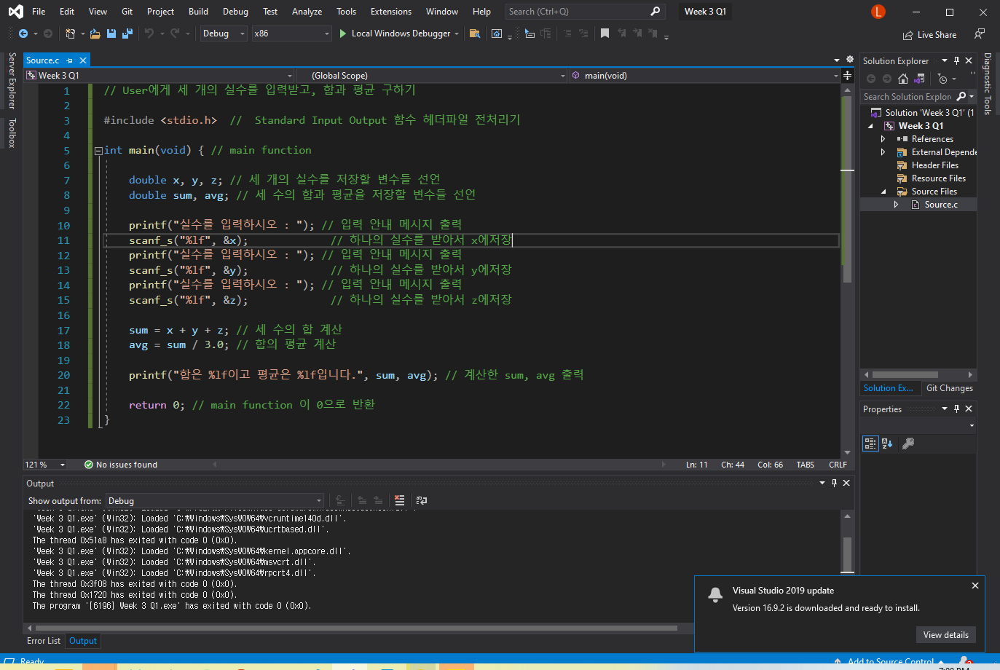 File Edit View Git Project Build Debug Test Analyze Tools Extensions Window Help Search (Ctrl+Q) Week 3 Q1 L
Debug x86 Local Windows Debugger Live Share
Server Explorer
Toolbox
Source.c
Week 3 Q1 (Global Scope) main(void)
1 // User에게 세 개의 실수를 입력받고, 합과 평균 구하기
2
3 #include <stdio.h> // Standard Input Output 함수 헤더파일 전처리기
4
5 int main(void) { // main function
6
7 double x, y, z; // 세 개의 실수를 저장할 변수들 선언
8 double sum, avg; // 세 수의 합과 평균을 저장할 변수들 선언
9
10 printf("실수를 입력하시오 : "); // 입력 안내 메시지 출력
11 scanf_s("%lf", &x); // 하나의 실수를 받아서 x에저장
12 printf("실수를 입력하시오 : "); // 입력 안내 메시지 출력
13 scanf_s("%lf", &y); // 하나의 실수를 받아서 y에저장
14 printf("실수를 입력하시오 : "); // 입력 안내 메시지 출력
15 scanf_s("%lf", &z); // 하나의 실수를 받아서 z에저장
16
17 sum = x + y + z; // 세 수의 합 계산
18 avg = sum / 3.0; // 합의 평균 계산
19
20 printf("합은 %lf이고 평균은 %lf입니다.", sum, avg); // 계산한 sum, avg 출력
21
22 return 0; // main function 이 0으로 반환
23 }
121 % No issues found Ln: 11 Ch: 44 Col: 66 TABS CRLF
Output
Show output from: Debug
'Week 3 Q1.exe' (Win32): Loaded 'C:₩Windows₩SysWOW64₩vcruntime140d.dll'.
'Week 3 Q1.exe' (Win32): Loaded 'C:₩Windows₩SysWOW64₩ucrtbased.dll'.
The thread 0x51a8 has exited with code 0 (0x0).
'Week 3 Q1.exe' (Win32): Loaded 'C:₩Windows₩SysWOW64₩kernel.appcore.dll'.
'Week 3 Q1.exe' (Win32): Loaded 'C:₩Windows₩SysWOW64₩msvcrt.dll'.
'Week 3 Q1.exe' (Win32): Loaded 'C:₩Windows₩SysWOW64₩rpcrt4.dll'.
The thread 0x3f08 has exited with code 0 (0x0).
The thread 0x1720 has exited with code 0 (0x0).
The program '[6196] Week 3 Q1.exe' has exited with code 0 (0x0).
Error List Output
Solution Explorer
Search Solution Explor
Solution 'Week 3 Q1' (1
Week 3 Q1
References
External Depende
Header Files
Resource Files
Source Files
Source.c
Solution Ex... Git Changes
Properties
Diagnostic Tools
Visual Studio 2019 update
Version 16.9.2 is downloaded and ready to install.
View details
Ready Add to Source Control 2